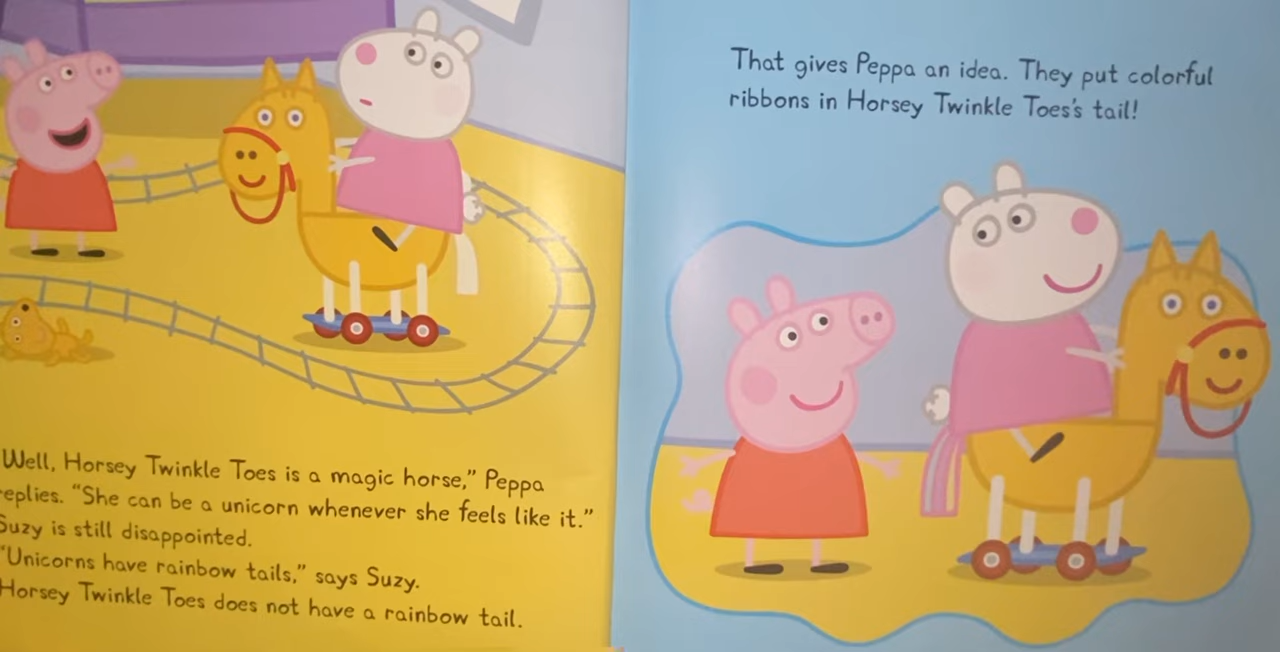 Well, Horsey Twinkle Toes is a magic horse,” Peppa
replies. “She can be a unicorn whenever she feels like it.”
Suzy is still disappointed.
“Unicorns have rainbow tails,” says Suzy.
Horsey Twinkle Toes does not have a rainbow tail.
That gives Peppa an idea. They put colorful
ribbons in Horsey Twinkle Toes’s tail!